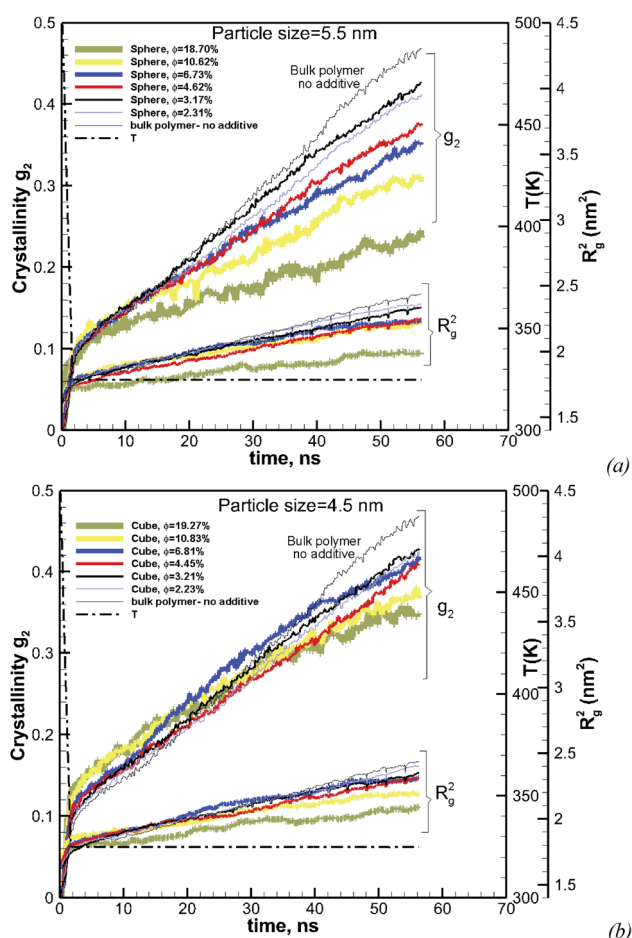 Particle size=5.5 nm
Sphere, ϕ=18.70%
Sphere, ϕ=10.62%
Sphere, ϕ=6.73%
Sphere, ϕ=4.62%
Sphere, ϕ=3.17%
Sphere, ϕ=2.31%
bulk polymer- no additive
T
Bulk polymer
no additive
g2
Rg2
Crystallinity g2
0.5
0.4
0.3
0.2
0.1
0
0 10 20 30 40 50 60 70
time, ns
500
450
400
350
300
T(K)
4.5
4
3.5
3
2.5
2
1.5
Rg2 (nm2)
(a)
Particle size=4.5 nm
Cube, ϕ=19.27%
Cube, ϕ=10.83%
Cube, ϕ=6.81%
Cube, ϕ=4.45%
Cube, ϕ=3.21%
Cube, ϕ=2.23%
bulk polymer- no additive
T
Bulk polymer
no additive
g2
Rg2
Crystallinity g2
0.5
0.4
0.3
0.2
0.1
0
0 10 20 30 40 50 60 70
time, ns
500
450
400
350
300
T(K)
4.5
4
3.5
3
2.5
2
1.5
Rg2 (nm2)
(b)